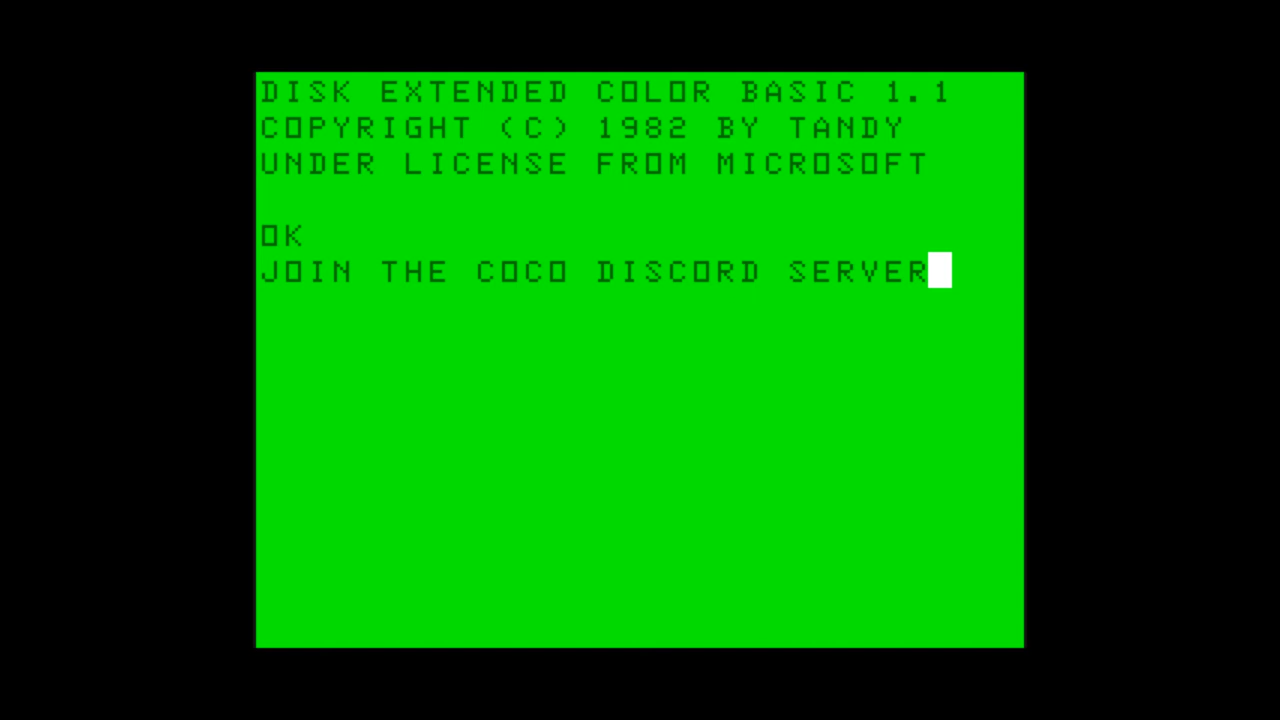 DISK EXTENDED COLOR BASIC 1.1
COPYRIGHT (C) 1982 BY TANDY
UNDER LICENSE FROM MICROSOFT
OK
JOIN THE COCO DISCORD SERVER